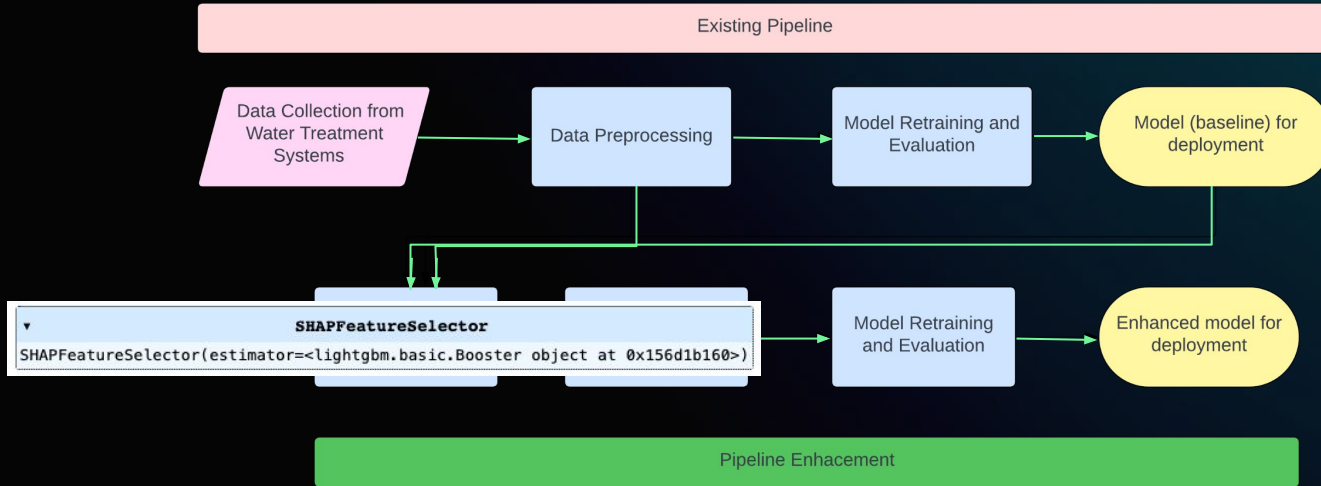 Existing Pipeline
Data Collection from
Water Treatment
Systems
Data Preprocessing
Model Retraining and
Evaluation
Model (baseline) for
deployment
▼ SHAPFeatureSelector
SHAPFeatureSelector(estimator=<lightgbm.basic.Booster object at 0x156d1b160>)
Model Retraining
and Evaluation
Enhanced model for
deployment
Pipeline Enhacement